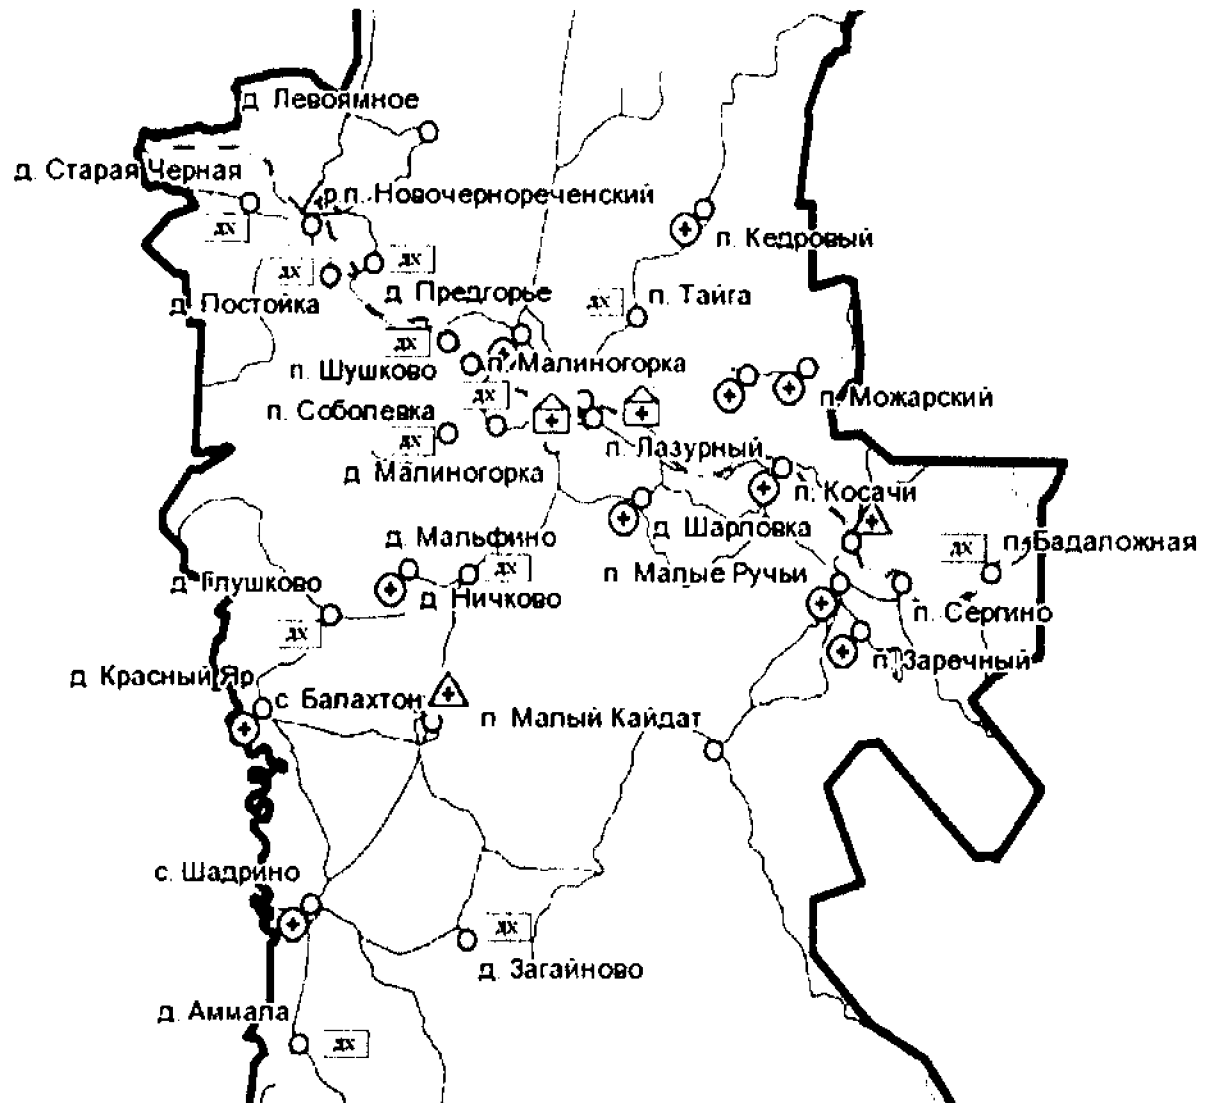 д. Левоямное
д. Старая Черная
р.п. Новочернореченский
дх
п. Кедровый
дх
дх
д. Предгорье
п. Тайга
дх
д. Постойка
дх
п. Шушково
п. Малиногорка
дх
п. Можарский
п. Соболевка
дх
п. Лазурный
д. Малиногорка
п. Косачи
д. Шарловка
д. Мальфино
дх
п. Бадаложная
дх
п. Малые Ручьи
д. Глушково
д. Ничково
п. Сергино
дх
п. Заречный
д. Красный Яр
с. Балахтон
п. Малый Кайдат
с. Шадрино
дх
д. Загайново
д. Аммала
дх